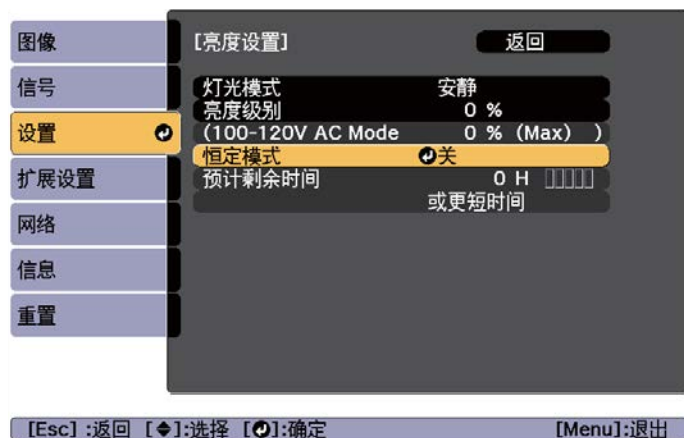 图像
信号
设置
扩展设置
网络
信息
重置
[亮度设置] 返回
灯光模式 安静
亮度级别 0 %
(100-120V AC Mode 0 % (Max) )
恒定模式 关
预计剩余时间 0 H
或更短时间
[Esc] :返回 [◆]:选择 [ ]:确定 [Menu]:退出